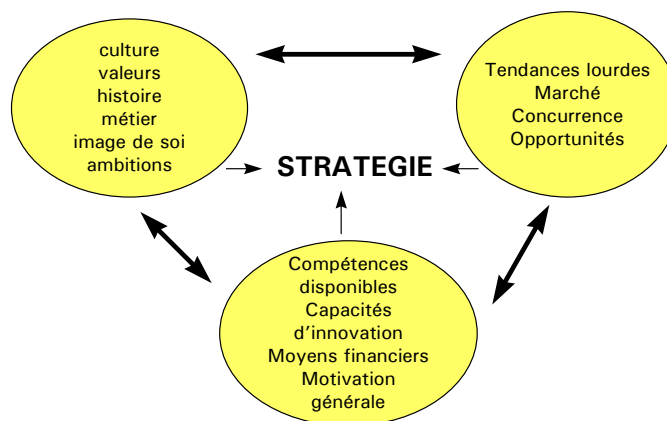 culture
valeurs
histoire
métier
image de soi
ambitions
Tendances lourdes
Marché
Concurrence
Opportunités
STRATEGIE
Compétences
disponibles
Capacités
d'innovation
Moyens financiers
Motivation
générale